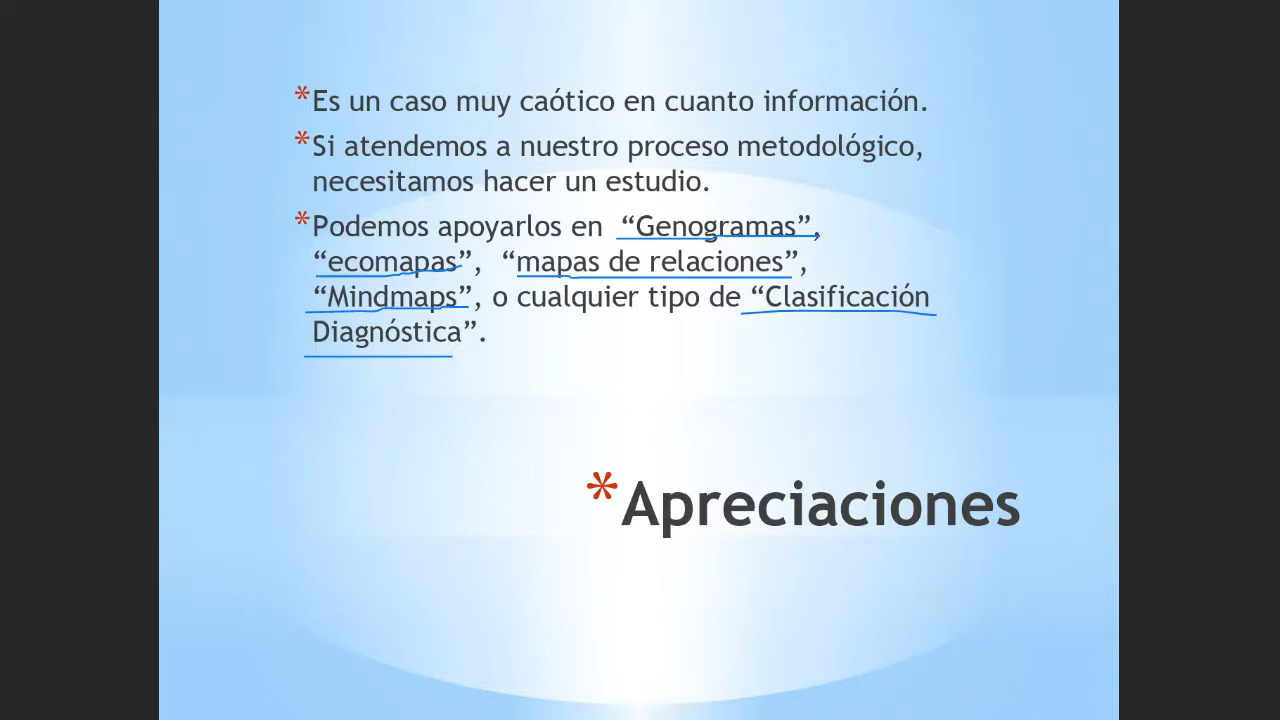 *Es un caso muy caótico en cuanto información.
*Si atendemos a nuestro proceso metodológico,
necesitamos hacer un estudio.
*Podemos apoyarlos en “Genogramas”,
“ecomapas”, “mapas de relaciones”,
“Mindmaps”, o cualquier tipo de “Clasificación
Diagnóstica”.
*Apreciaciones